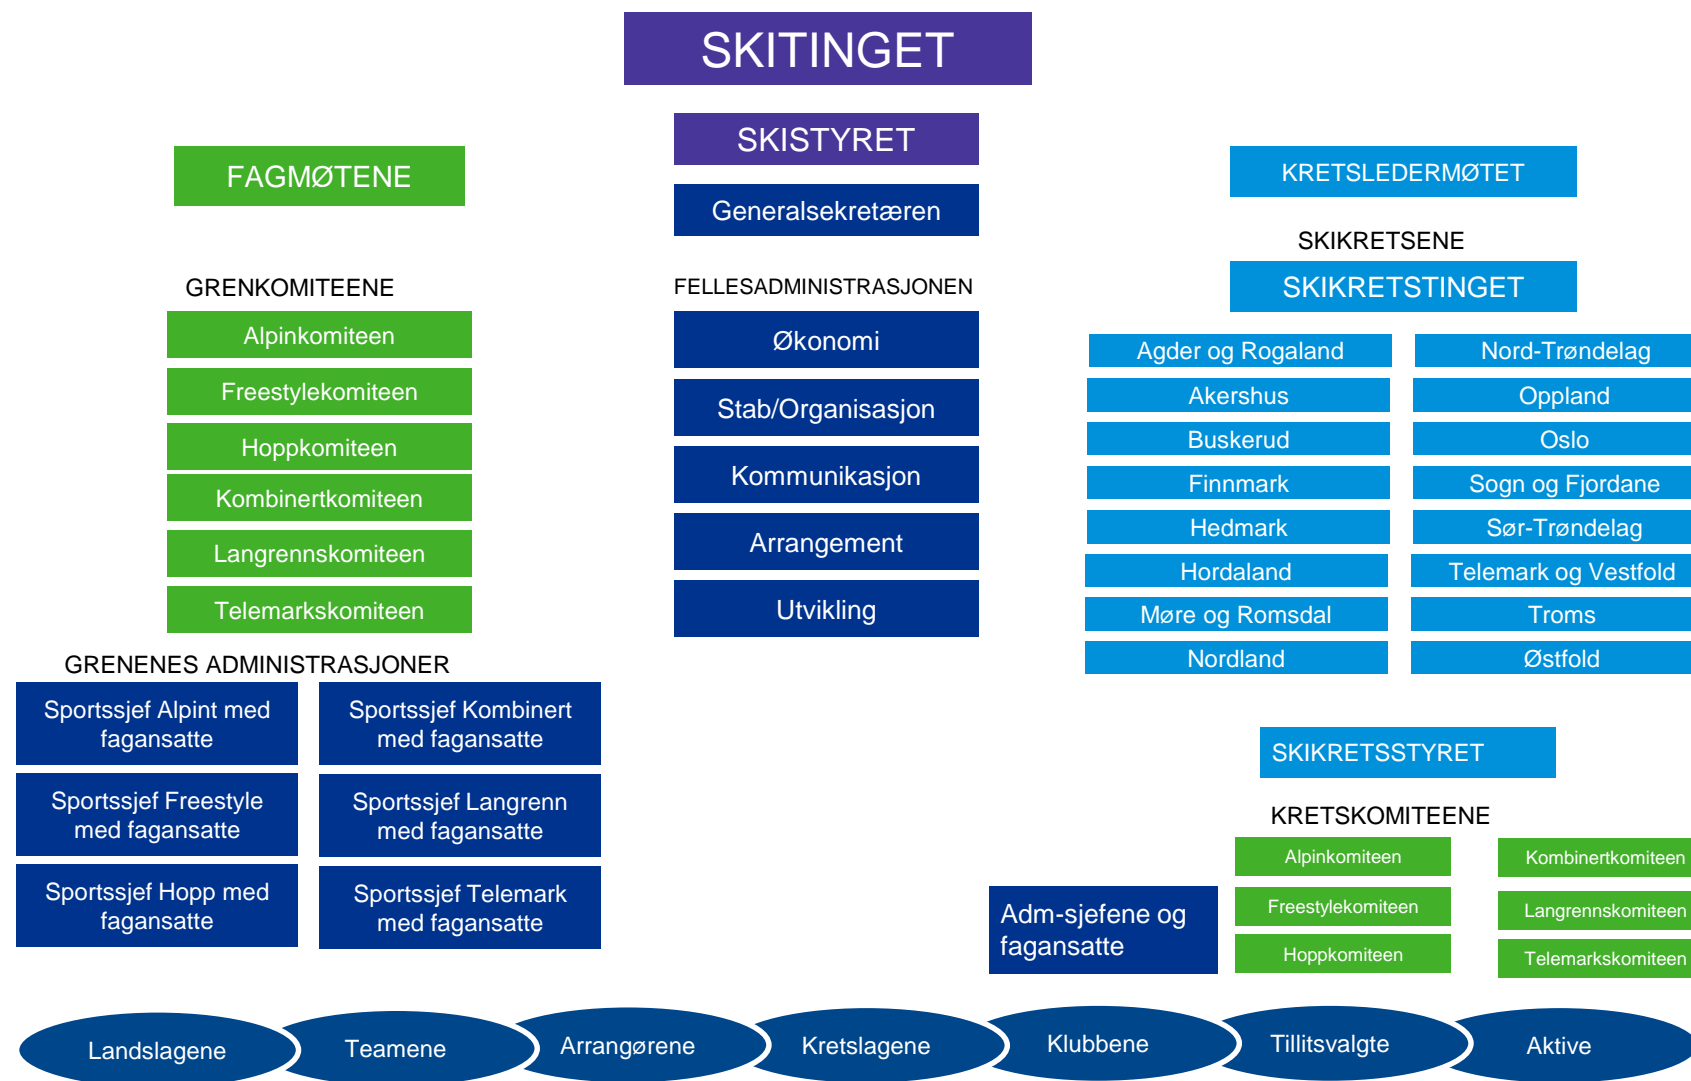 SKITINGET
SKISTYRET
Generalsekretæren
FAGMØTENE
GRENKOMITEENE
Alpinkomiteen
Freestylekomiteen
Hoppkomiteen
Kombinertkomiteen
Langrennskomiteen
Telemarkskomiteen
GRENENES ADMINISTRASJONER
Sportssjef Alpint med
fagansatte
Sportssjef Kombinert
med fagansatte
Sportssjef Freestyle
med fagansatte
Sportssjef Langrenn
med fagansatte
Sportssjef Hopp med
fagansatte
Sportssjef Telemark
med fagansatte
FELLESADMINISTRASJONEN
Økonomi
Stab/Organisasjon
Kommunikasjon
Arrangement
Utvikling
KRETSLEDERMØTET
SKIKRETSENE
SKIKRETSTINGET
Agder og Rogaland
Nord-Trøndelag
Akershus
Oppland
Buskerud
Oslo
Finnmark
Sogn og Fjordane
Hedmark
Sør-Trøndelag
Hordaland
Telemark og Vestfold
Møre og Romsdal
Troms
Nordland
Østfold
SKIKRETSSTYRET
KRETSKOMITEENE
Alpinkomiteen
Kombinertkomiteen
Freestylekomiteen
Langrennskomiteen
Hoppkomiteen
Telemarkskomiteen
Adm-sjefene og
fagansatte
Landslagene
Teamene
Arrangørene
Kretslagene
Klubbene
Tillitsvalgte
Aktive